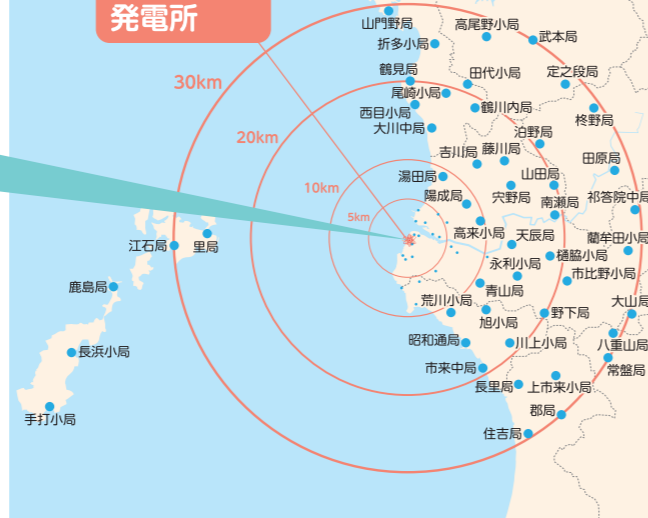 発電所
山門野局
高尾野小局
武本局
折多小局
30km
鶴見局
田代小局
定之段局
尾崎小局
西目小局
鶴川内局
柊野局
大川中局
20km
泊野局
吉川局
藤川局
田原局
湯田局
山田局
10km
陽成局
穴野局
南瀬局
祁答院中局
5km
高来小局
天辰局
藺牟田小局
江石局
里局
樋脇小局
永利小局
市比野小局
鹿島局
青山局
荒川小局
大山局
旭小局
野下局
長浜小局
昭和通局
川上小局
八重山局
市来中局
常盤局
長里局
上市来小局
手打小局
郡局
住吉局